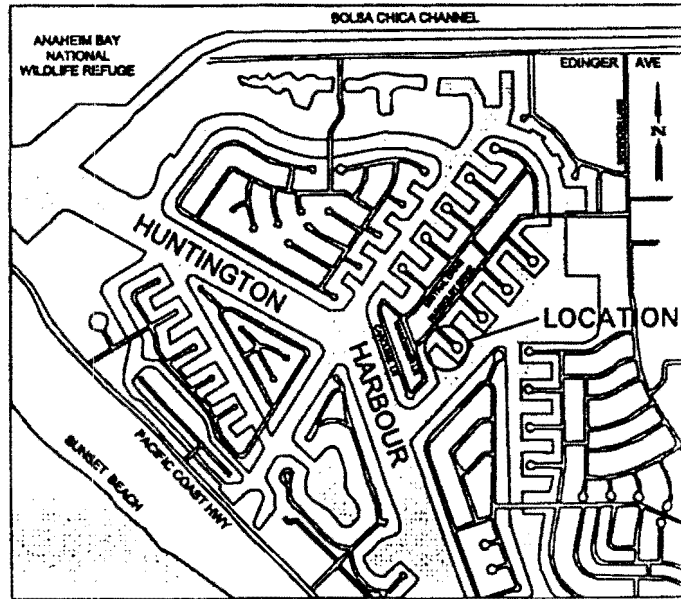 BOLSA CHICA CHANNEL
ANAHEIM BAY
NATIONAL
WILDLIFE REFUGE
EDINGER AVE
N
HUNTINGTON
LOCATION
HARBOUR
SUNSET BEACH
PACIFIC COAST HWY